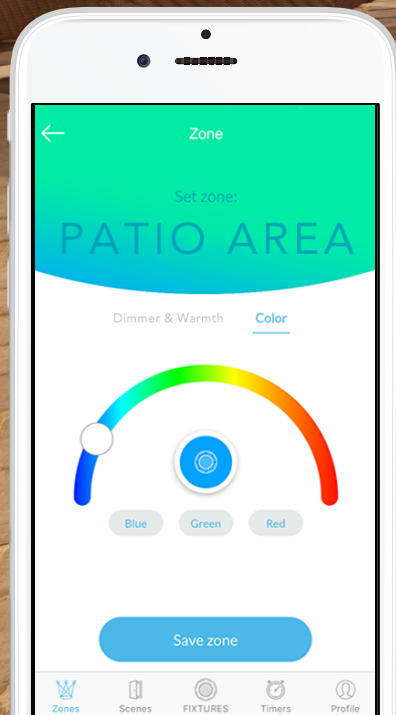 Zone
Set zone:
PATIO AREA
Dimmer & Warmth Color
Blue Green Red
Save zone
Zones Scenes FIXTURES Timers Profile